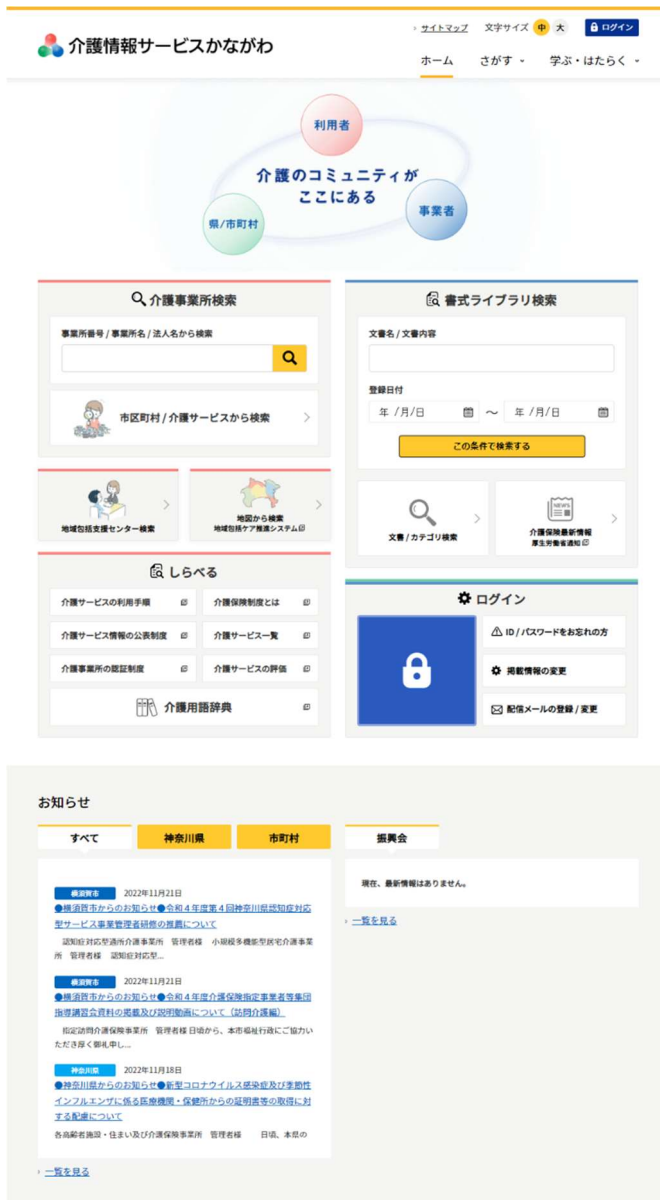 サイトマップ 文字サイズ 中 大 ログイン
介護情報サービスかながわ
ホーム さがす 学ぶ・はたらく
利用者
介護のコミュニティが
ここにある
県/市町村
事業者
介護事業所検索
事業所番号/事業所名/法人名から検索
市区町村/介護サービスから検索
地域包括支援センター検索
地図から検索
地域包括ケア推進システム
しらべる
介護サービスの利用手順
介護保険制度とは
介護サービス情報の公表制度
介護サービス一覧
介護事業所の認証制度
介護サービスの評価
介護用語辞典
書式ライブラリ検索
文書名/文書内容
登録日付
年 /月/日 ~ 年 /月/日
この条件で検索する
文書/カテゴリ検索
NEWS
介護保険最新情報
厚生労働省通知
ログイン
ID/パスワードをお忘れの方
掲載情報の変更
配信メールの登録/変更
お知らせ
すべて 神奈川県 市町村
横須賀市 2022年11月21日
●横須賀市からのお知らせ●令和4年度第4回神奈川県認知症対応
型サービス事業管理者研修の推薦について
認知症対応型通所介護事業所 管理者様 小規模多機能型居宅介護事業
所 管理者様 認知症対応型...
横須賀市 2022年11月21日
●横須賀市からのお知らせ●令和4年度介護保険指定事業者等集団
指導講習会資料の掲載及び説明動画について(訪問介護編)
指定訪問介護保険事業所 管理者様 日頃から、本市福祉行政にご協力い
ただき厚く御礼申し...
神奈川県 2022年11月18日
●神奈川県からのお知らせ●新型コロナウイルス感染症及び季節性
インフルエンザに係る医療機関・保健所からの証明書等の取得に対
する配慮について
各高齢者施設・住まい及び介護保険事業所 管理者様 日頃、本県の
一覧を見る
振興会
現在、最新情報はありません。
一覧を見る